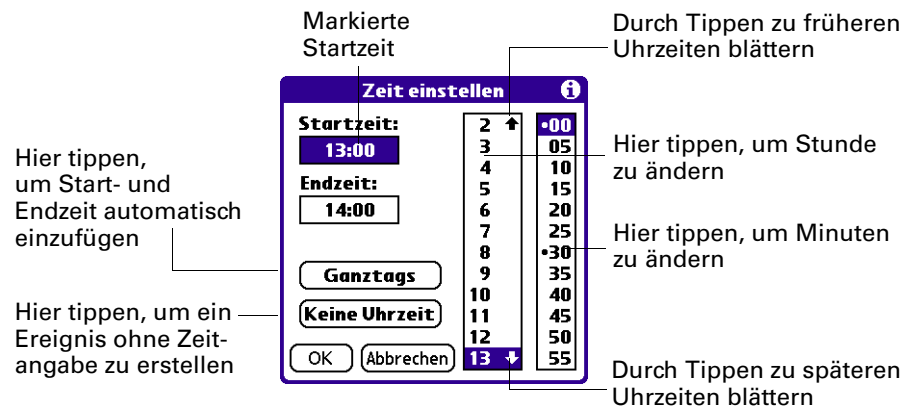 Markierte
Startzeit
Durch Tippen zu früheren
Uhrzeiten blättern
Zeit einstellen
Startzeit:
13:00
Endzeit:
14:00
Ganztags
Keine Uhrzeit
OK
Abbrechen
2
3
4
5
6
7
8
9
10
11
12
13
•00
05
10
15
20
25
•30
35
40
45
50
55
Hier tippen,
um Start- und
Endzeit automatisch
einzufügen
Hier tippen, um ein
Ereignis ohne Zeit-
angabe zu erstellen
Hier tippen, um Stunde
zu ändern
Hier tippen, um Minuten
zu ändern
Durch Tippen zu späteren
Uhrzeiten blättern